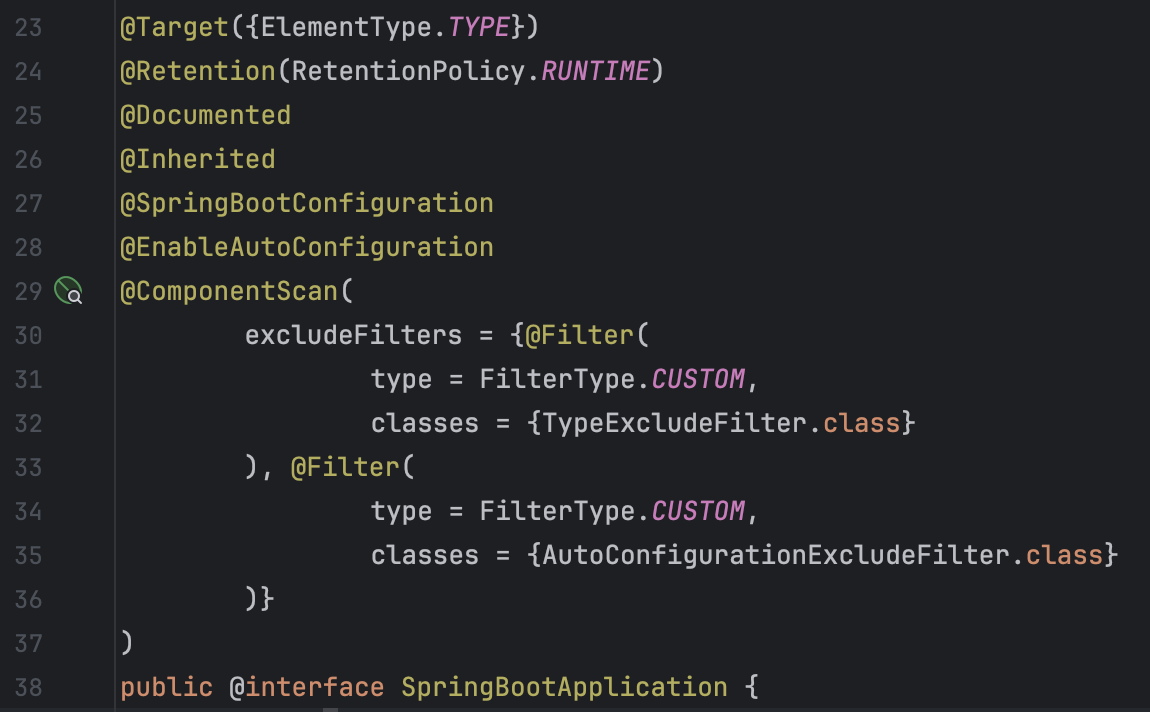 23 @Target({ElementType.TYPE})
24 @Retention(RetentionPolicy.RUNTIME)
25 @Documented
26 @Inherited
27 @SpringBootConfiguration
28 @EnableAutoConfiguration
29 @ComponentScan(
30         excludeFilters = {@Filter(
31                 type = FilterType.CUSTOM,
32                 classes = {TypeExcludeFilter.class}
33         ), @Filter(
34                 type = FilterType.CUSTOM,
35                 classes = {AutoConfigurationExcludeFilter.class}
36         )}
37 )
38 public @interface SpringBootApplication {